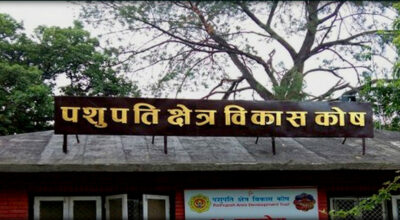 पशुपति क्षेत्र विकास कोष
पशुपति क्षेत्र विकास कोष
Pashupati Area Development Trust